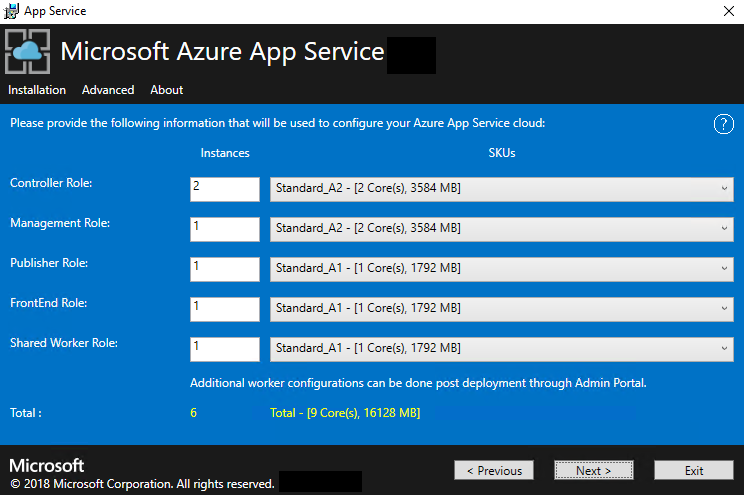 App Service
Microsoft Azure App Service
Installation Advanced About
Please provide the following information that will be used to configure your Azure App Service cloud: ?
Instances SKUs
Controller Role: 2 Standard_A2 - [2 Core(s), 3584 MB]
Management Role: 1 Standard_A2 - [2 Core(s), 3584 MB]
Publisher Role: 1 Standard_A1 - [1 Core(s), 1792 MB]
FrontEnd Role: 1 Standard_A1 - [1 Core(s), 1792 MB]
Shared Worker Role: 1 Standard_A1 - [1 Core(s), 1792 MB]
Additional worker configurations can be done post deployment through Admin Portal.
Total : 6 Total - [9 Core(s), 16128 MB]
Microsoft
© 2018 Microsoft Corporation. All rights reserved.
< Previous Next > Exit